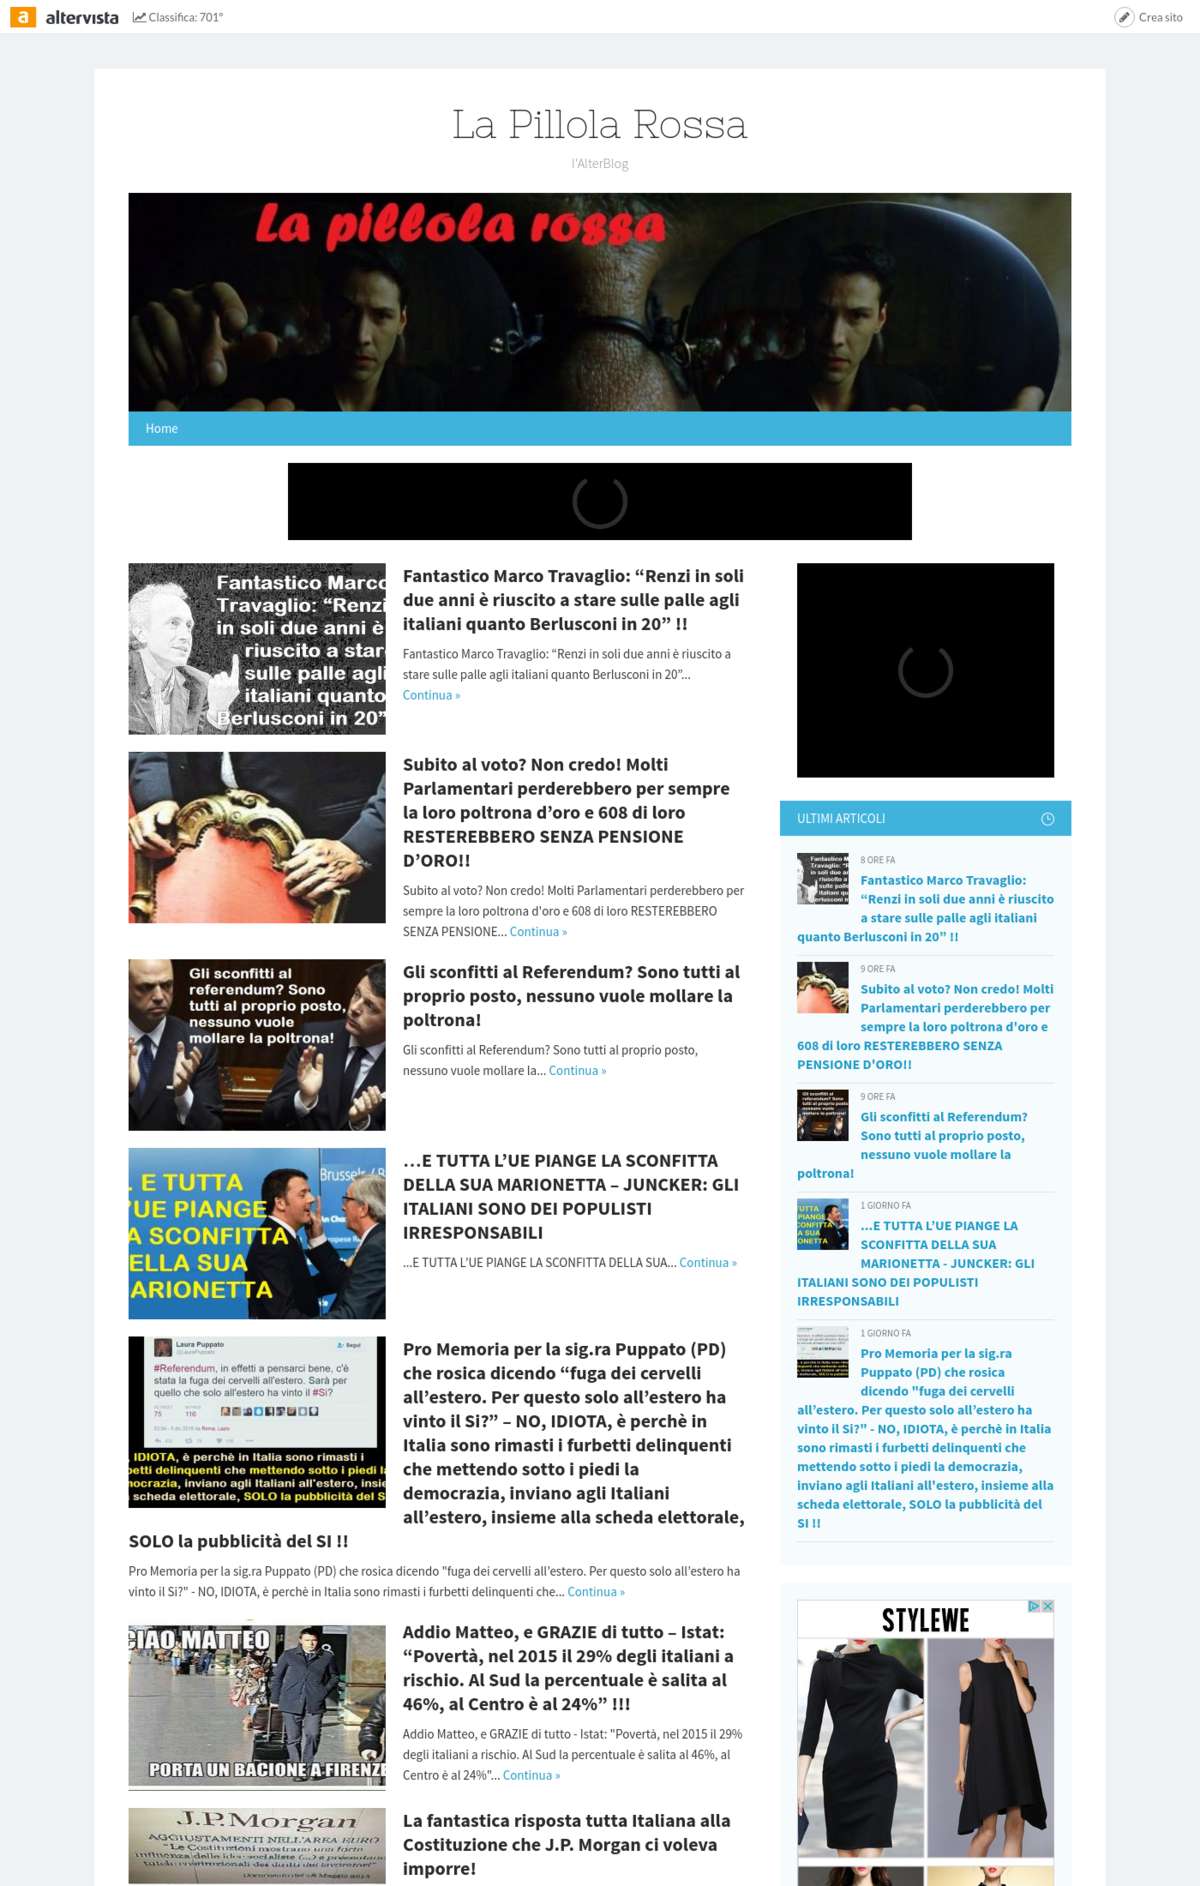 altervista
Classifica: 701°
Crea sito
La Pillola Rossa
l'AlterBlog
La pillola rossa
Home
Fantastico Marco
Travaglio: “Renzi
in soli due anni è
riuscito a star
sulle palle agli
italiani quanto
Berlusconi in 20”
Fantastico Marco Travaglio: “Renzi in soli
due anni è riuscito a stare sulle palle agli
italiani quanto Berlusconi in 20” !!
Fantastico Marco Travaglio: “Renzi in soli due anni è riuscito a
stare sulle palle agli italiani quanto Berlusconi in 20”...
Continua »
Subito al voto? Non credo! Molti
Parlamentari perderebbero per sempre
la loro poltrona d’oro e 608 di loro
RESTEREBBERO SENZA PENSIONE
D’ORO!!
Subito al voto? Non credo! Molti Parlamentari perderebbero per
sempre la loro poltrona d'oro e 608 di loro RESTEREBBERO
SENZA PENSIONE... Continua »
Gli sconfitti al
referendum? Sono
tutti al proprio posto,
nessuno vuole
mollare la poltrona!
Gli sconfitti al Referendum? Sono tutti al
proprio posto, nessuno vuole mollare la
poltrona!
Gli sconfitti al Referendum? Sono tutti al proprio posto,
nessuno vuole mollare la... Continua »
. E TUTTA
'UE PIANGE
A SCONFITTA
ELLA SUA
ARIONETTA
Brussels / B
…E TUTTA L’UE PIANGE LA SCONFITTA
DELLA SUA MARIONETTA – JUNCKER: GLI
ITALIANI SONO DEI POPULISTI
IRRESPONSABILI
...E TUTTA L'UE PIANGE LA SCONFITTA DELLA SUA... Continua »
Laura Puppato
@LauraPuppato
Segui
#Referendum, in effetti a pensarci bene, c'è
stata la fuga dei cervelli all'estero. Sarà per
quello che solo all'estero ha vinto il #Si?
75 116
IDIOTA, è perchè in Italia sono rimasti i
betti delinquenti che mettendo sotto i piedi la
mocrazia, inviano agli Italiani all'estero, insie
scheda elettorale, SOLO la pubblicità del S
Pro Memoria per la sig.ra Puppato (PD)
che rosica dicendo “fuga dei cervelli
all’estero. Per questo solo all’estero ha
vinto il Si?” – NO, IDIOTA, è perchè in
Italia sono rimasti i furbetti delinquenti
che mettendo sotto i piedi la
democrazia, inviano agli Italiani
all’estero, insieme alla scheda elettorale,
SOLO la pubblicità del SI !!
Pro Memoria per la sig.ra Puppato (PD) che rosica dicendo "fuga dei cervelli all’estero. Per questo solo all’estero ha
vinto il Si?" - NO, IDIOTA, è perchè in Italia sono rimasti i furbetti delinquenti che... Continua »
CIAO MATTEO
PORTA UN BACIONE A FIRENZE
Addio Matteo, e GRAZIE di tutto – Istat:
“Povertà, nel 2015 il 29% degli italiani a
rischio. Al Sud la percentuale è salita al
46%, al Centro è al 24%” !!!
Addio Matteo, e GRAZIE di tutto - Istat: "Povertà, nel 2015 il 29%
degli italiani a rischio. Al Sud la percentuale è salita al 46%, al
Centro è al 24%"... Continua »
J.P.Morgan
AGGIUSTAMENTI NELL'AREA EURO
"Le Costituzioni mostrano una forte
influenza delle idee socialiste (...) e prevedono
La fantastica risposta tutta Italiana alla
Costituzione che J.P. Morgan ci voleva
imporre!
ULTIMI ARTICOLI
8 ORE FA
Fantastico Marco Travaglio:
“Renzi in soli due anni è riuscito
a stare sulle palle agli italiani
quanto Berlusconi in 20” !!
9 ORE FA
Subito al voto? Non credo! Molti
Parlamentari perderebbero per
sempre la loro poltrona d'oro e
608 di loro RESTEREBBERO SENZA
PENSIONE D'ORO!!
9 ORE FA
Gli sconfitti al Referendum?
Sono tutti al proprio posto,
nessuno vuole mollare la
poltrona!
1 GIORNO FA
...E TUTTA L'UE PIANGE LA
SCONFITTA DELLA SUA
MARIONETTA - JUNCKER: GLI
ITALIANI SONO DEI POPULISTI
IRRESPONSABILI
1 GIORNO FA
Pro Memoria per la sig.ra
Puppato (PD) che rosica
dicendo "fuga dei cervelli
all’estero. Per questo solo all’estero ha
vinto il Si?" - NO, IDIOTA, è perchè in Italia
sono rimasti i furbetti delinquenti che
mettendo sotto i piedi la democrazia,
inviano agli Italiani all'estero, insieme alla
scheda elettorale, SOLO la pubblicità del
SI !!
STYLEWE